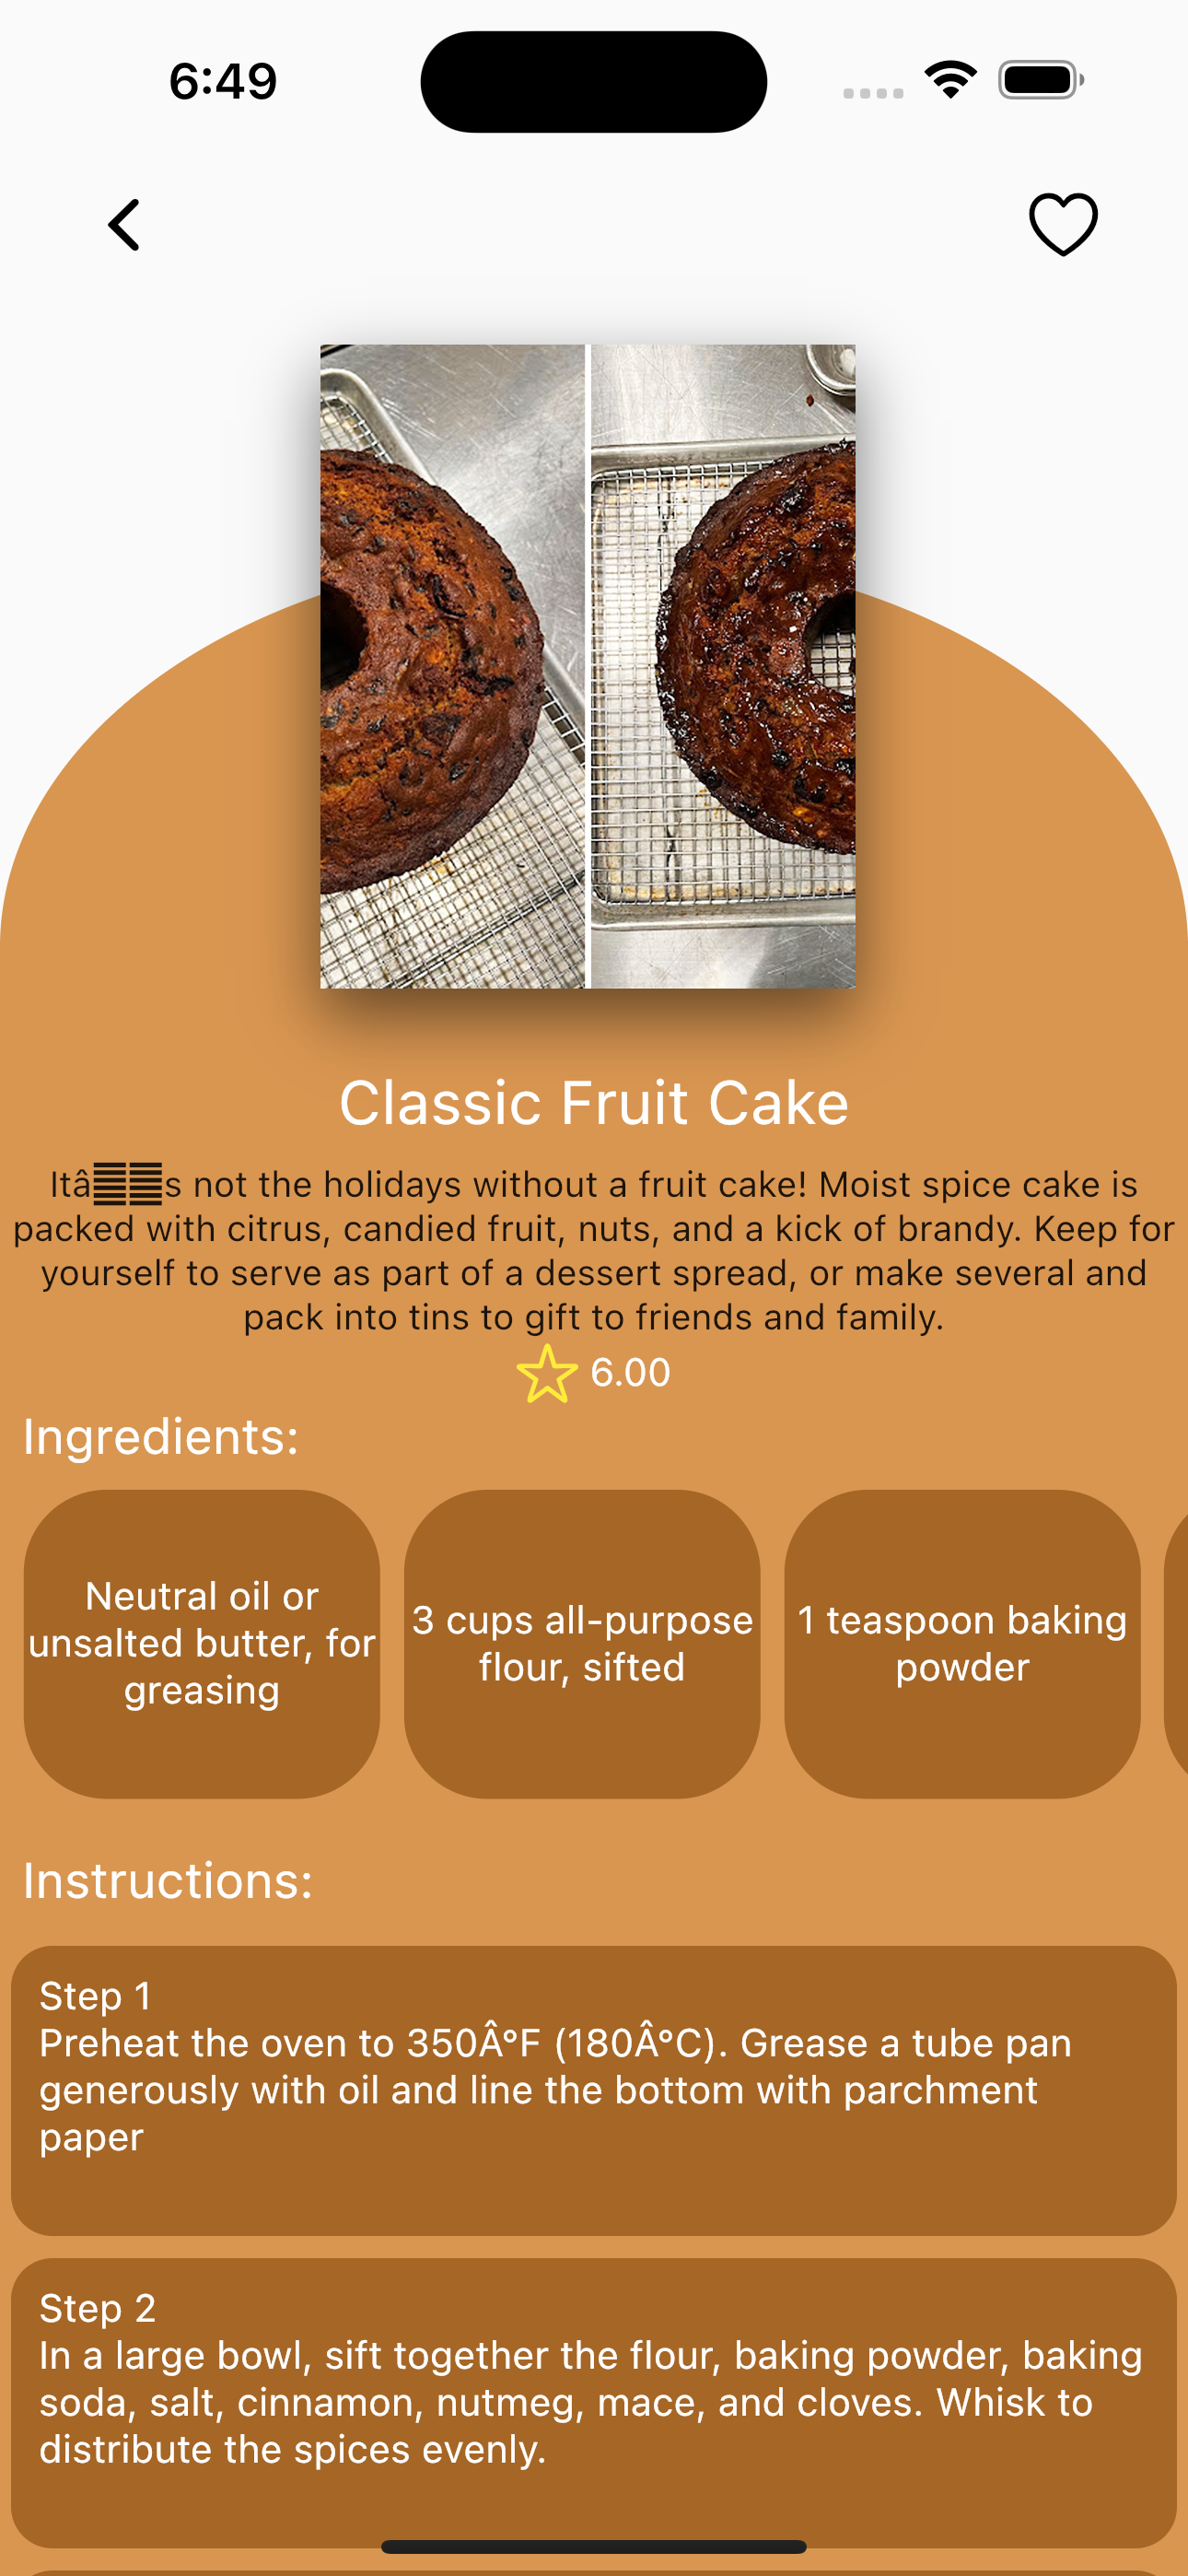 6:49
Classic Fruit Cake
Itâs not the holidays without a fruit cake! Moist spice cake is
packed with citrus, candied fruit, nuts, and a kick of brandy. Keep for
yourself to serve as part of a dessert spread, or make several and
pack into tins to gift to friends and family.
6.00
Ingredients:
Neutral oil or
unsalted butter, for
greasing
3 cups all-purpose
flour, sifted
1 teaspoon baking
powder
Instructions:
Step 1
Preheat the oven to 350Â°F (180Â°C). Grease a tube pan
generously with oil and line the bottom with parchment
paper
Step 2
In a large bowl, sift together the flour, baking powder, baking
soda, salt, cinnamon, nutmeg, mace, and cloves. Whisk to
distribute the spices evenly.